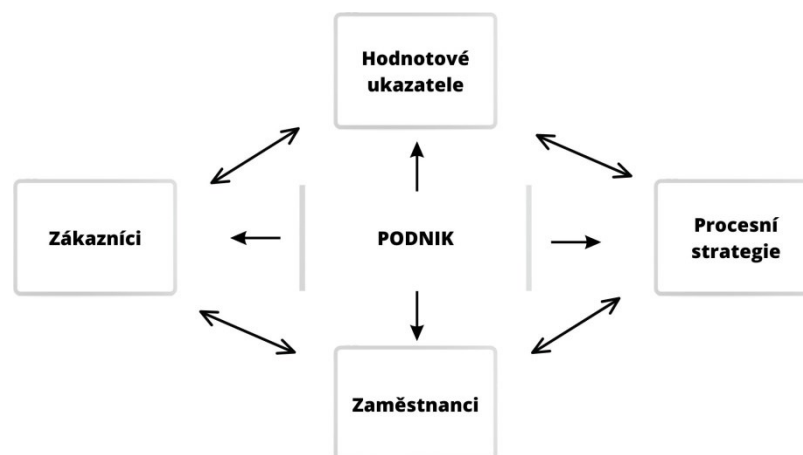 Hodnotové
ukazatele
Zákazníci
PODNIK
Procesní
strategie
Zaměstnanci